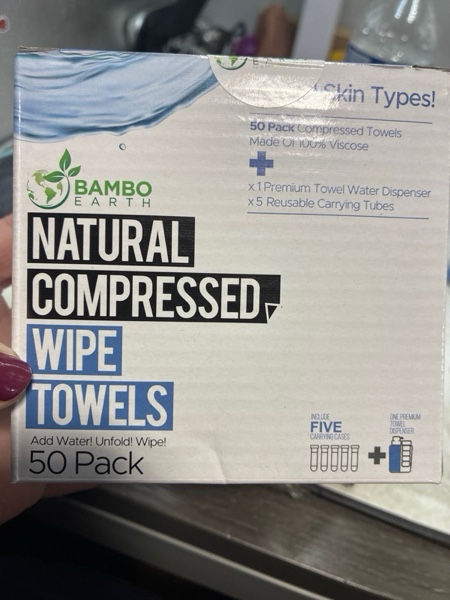 E
Skin Types!
50 Pack Compressed Towels
Made Of 100% Viscose
x 1 Premium Towel Water Dispenser
x 5 Reusable Carrying Tubes
BAMBO
EARTH
NATURAL
COMPRESSED,
WIPE
TOWELS
Add Water! Unfold! Wipe!
50 Pack
INCLUDE
FIVE
CARRYING CASES
ONE PREMIUM
TOWEL
DISPENSER